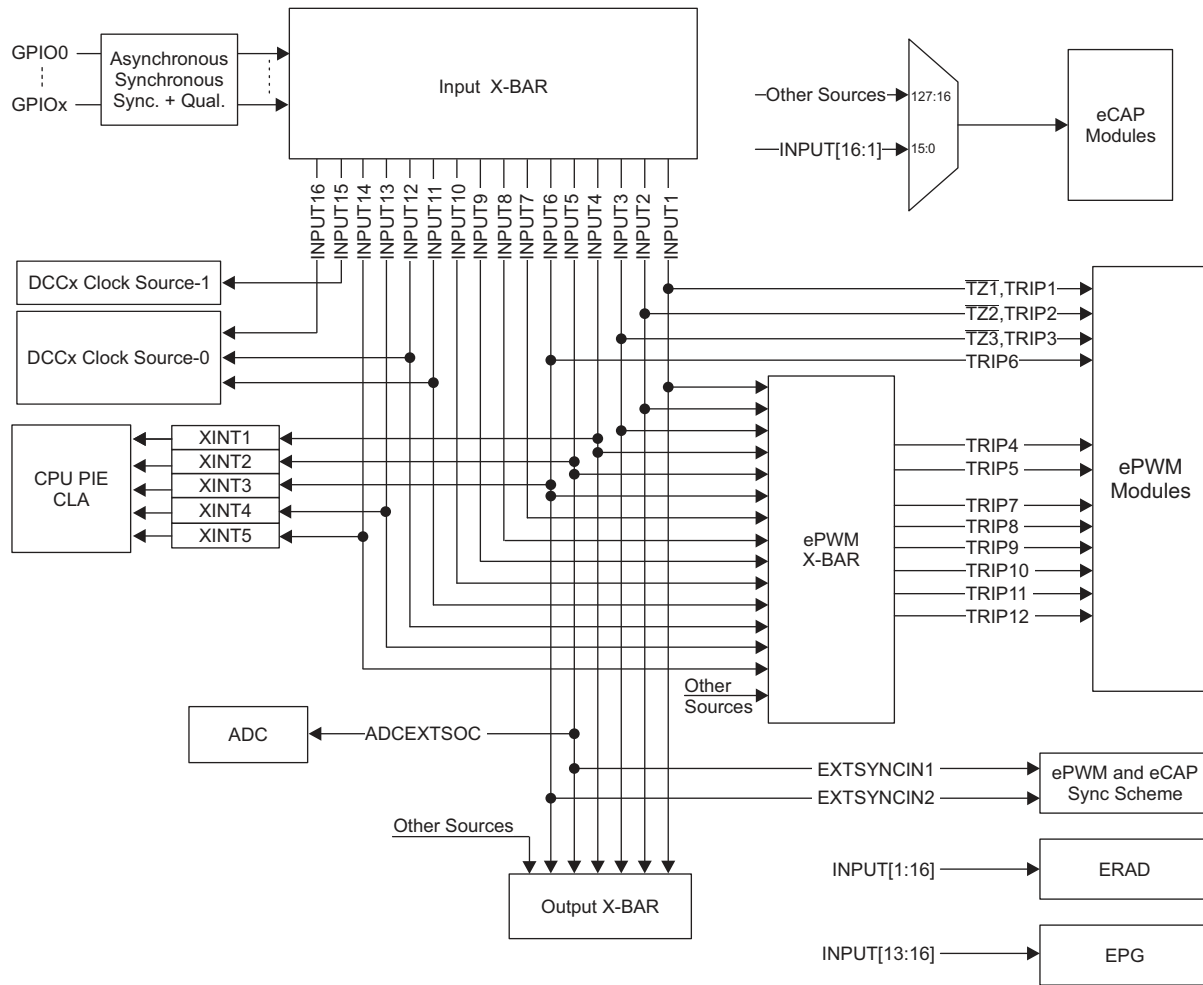 GPIO0
GPIOx
Asynchronous
Synchronous
Sync. + Qual.
Input X-BAR
Other Sources
127:16
INPUT[16:1]
15:0
eCAP
Modules
INPUT16
INPUT15
INPUT14
INPUT13
INPUT12
INPUT11
INPUT10
INPUT9
INPUT8
INPUT7
INPUT6
INPUT5
INPUT4
INPUT3
INPUT2
INPUT1
DCCx Clock Source-1
DCCx Clock Source-0
TZ1,TRIP1
TZ2,TRIP2
TZ3,TRIP3
TRIP6
CPU PIE
CLA
XINT1
XINT2
XINT3
XINT4
XINT5
ePWM
X-BAR
TRIP4
TRIP5
TRIP7
TRIP8
TRIP9
TRIP10
TRIP11
TRIP12
ePWM
Modules
Other
Sources
ADC
ADCEXTSOC
EXTSYNCIN1
EXTSYNCIN2
ePWM and eCAP
Sync Scheme
Other Sources
Output X-BAR
INPUT[1:16]
ERAD
INPUT[13:16]
EPG